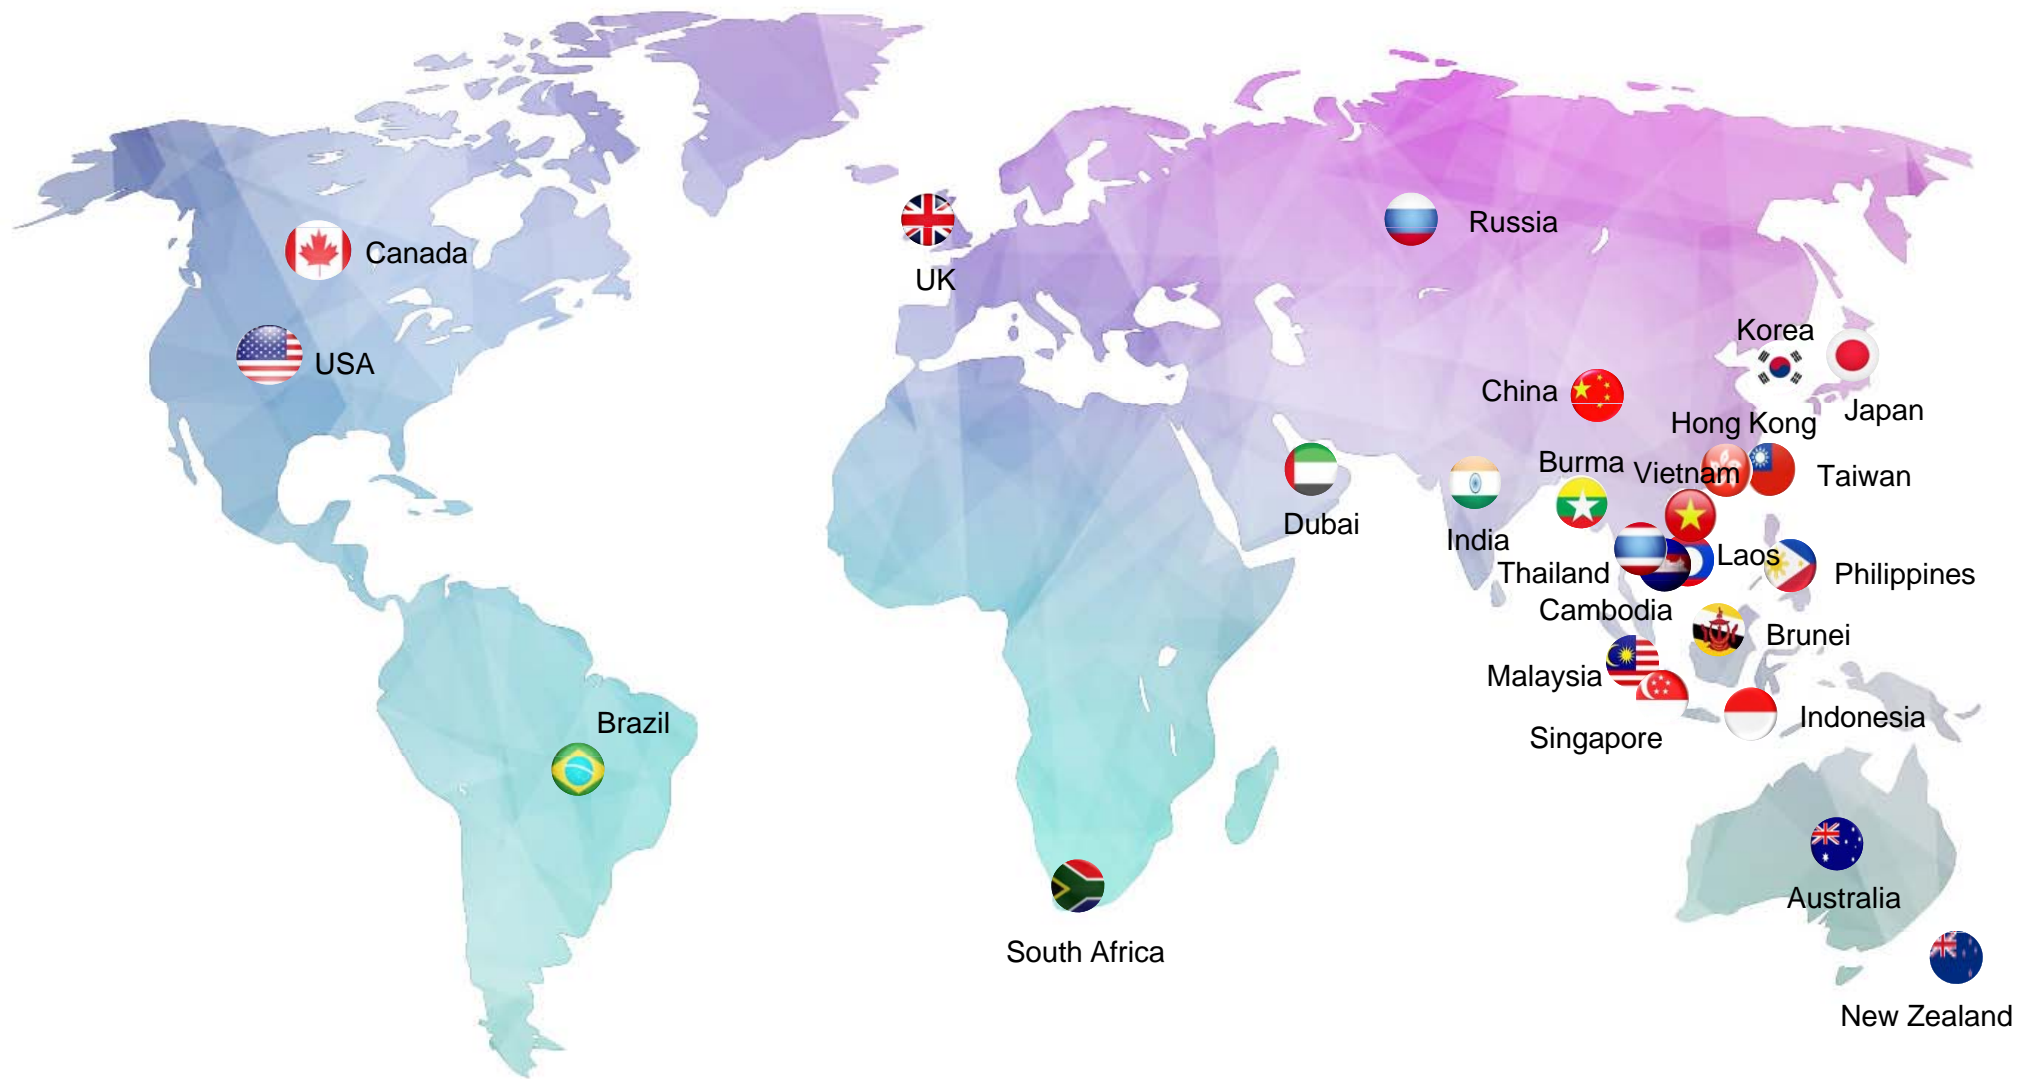 Russia
Canada
UK
Korea
USA
China
Japan
Hong Kong
Burma
Vietnam
Taiwan
Dubai
India
Laos
Thailand
Philippines
Cambodia
Brunei
Malaysia
Indonesia
Brazil
Singapore
Australia
South Africa
New Zealand